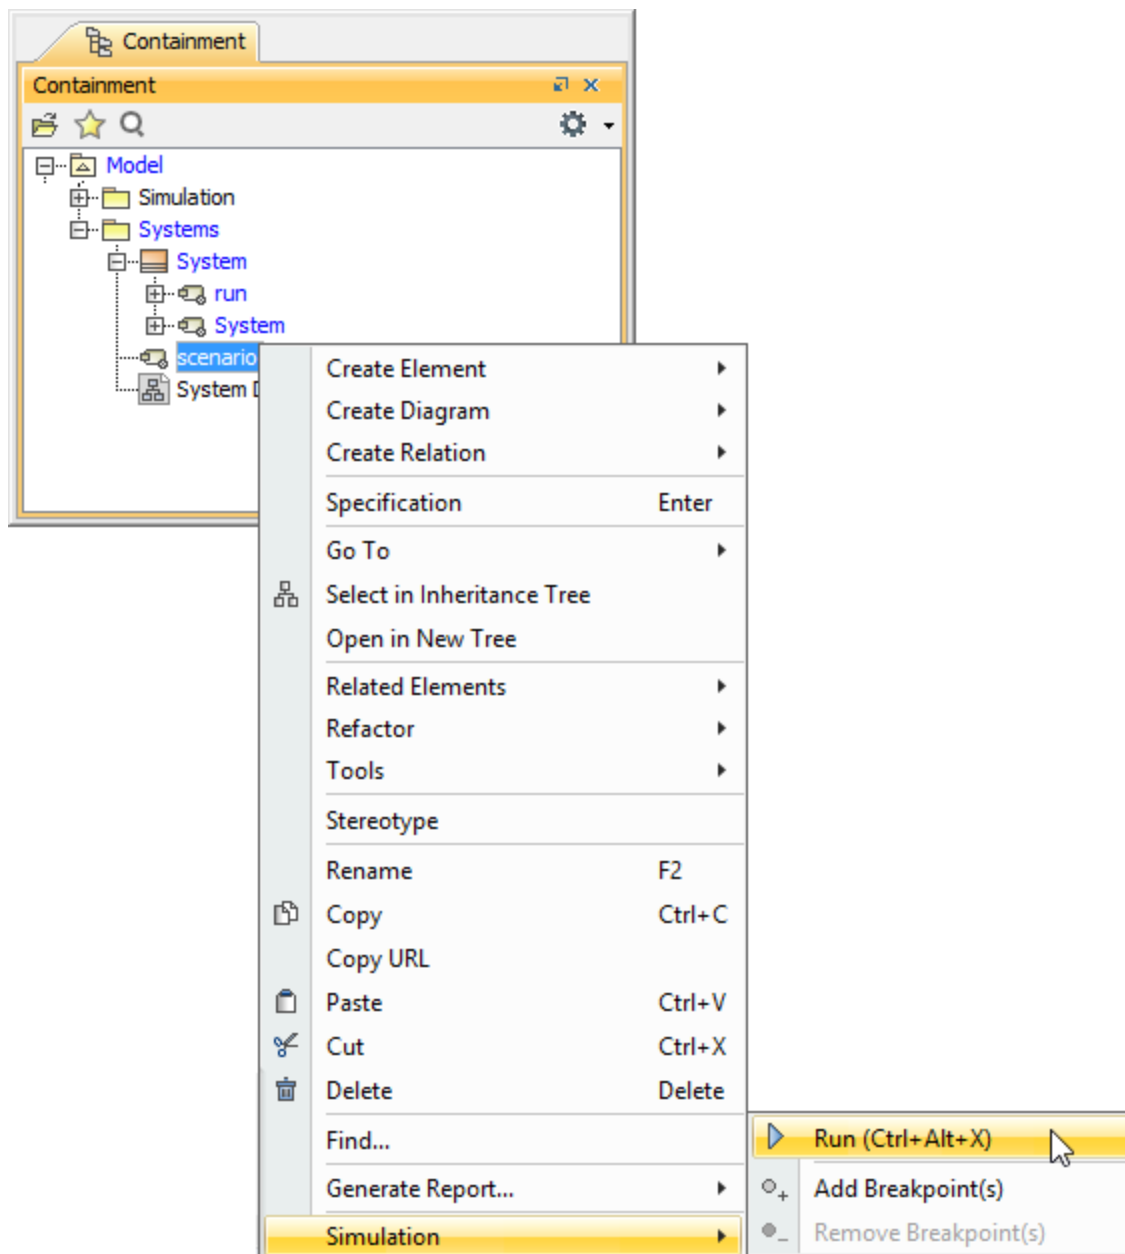 Containment
Containment
Model
Simulation
Systems
System
run
System
scenario
System
Create Element
Create Diagram
Create Relation
Specification Enter
Go To
Select in Inheritance Tree
Open in New Tree
Related Elements
Refactor
Tools
Stereotype
Rename F2
Copy Ctrl+C
Copy URL
Paste Ctrl+V
Cut Ctrl+X
Delete Delete
Find...
Generate Report...
Simulation
Run (Ctrl+Alt+X)
Add Breakpoint(s)
Remove Breakpoint(s)